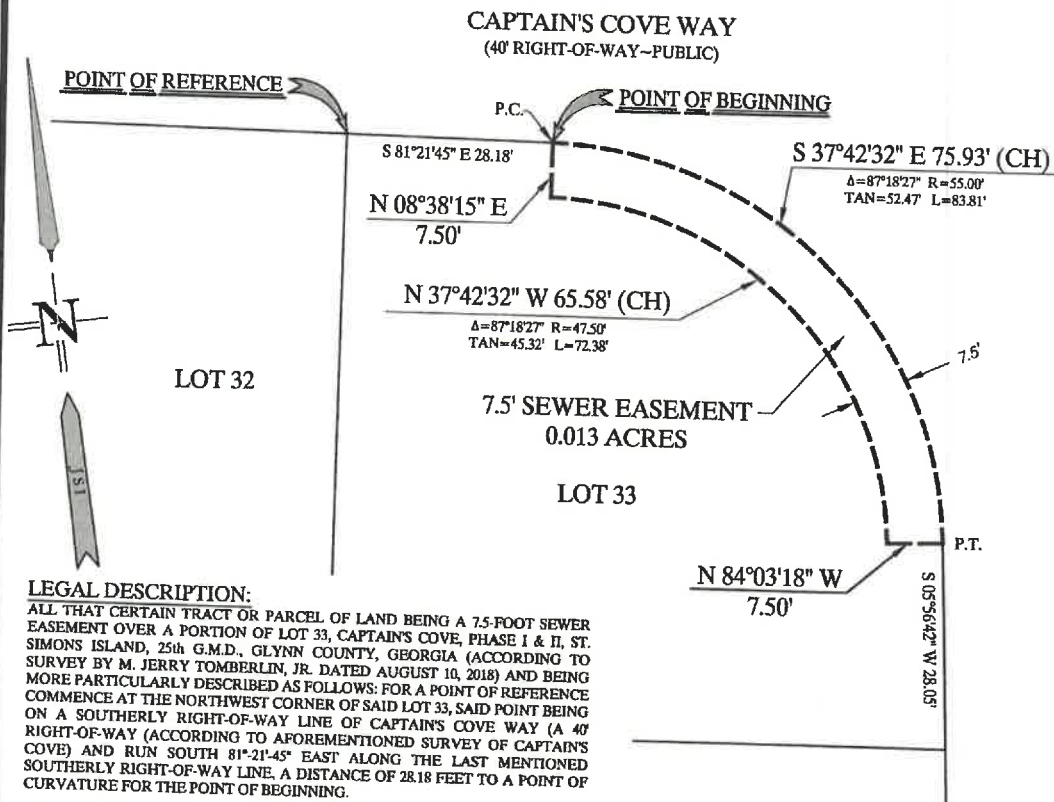 CAPTAIN'S COVE WAY
(40' RIGHT-OF-WAY~PUBLIC)
POINT OF REFERENCE
P.C.
POINT OF BEGINNING
S 81°21'45" E 28.18'
S 37°42'32" E 75.93' (CH)
Δ=87°18'27" R=55.00'
TAN=52.47' L=83.81'
N 08°38'15" E
7.50'
N 37°42'32" W 65.58' (CH)
Δ=87°18'27" R=47.50'
TAN=45.32' L=72.38'
N
7.5'
LOT 32
7.5' SEWER EASEMENT
0.013 ACRES
JSI
LOT 33
P.T.
N 84°03'18" W
7.50'
S 05°56'42" W 28.05'
LEGAL DESCRIPTION:
ALL THAT CERTAIN TRACT OR PARCEL OF LAND BEING A 7.5-FOOT SEWER
EASEMENT OVER A PORTION OF LOT 33, CAPTAIN'S COVE, PHASE I & II, ST.
SIMONS ISLAND, 25th G.M.D., GLYNN COUNTY, GEORGIA (ACCORDING TO
SURVEY BY M. JERRY TOMBERLIN, JR. DATED AUGUST 10, 2018) AND BEING
MORE PARTICULARLY DESCRIBED AS FOLLOWS: FOR A POINT OF REFERENCE
COMMENCE AT THE NORTHWEST CORNER OF SAID LOT 33, SAID POINT BEING
ON A SOUTHERLY RIGHT-OF-WAY LINE OF CAPTAIN'S COVE WAY (A 40'
RIGHT-OF-WAY (ACCORDING TO AFOREMENTIONED SURVEY OF CAPTAIN'S
COVE) AND RUN SOUTH 81°-21'-45" EAST ALONG THE LAST MENTIONED
SOUTHERLY RIGHT-OF-WAY LINE, A DISTANCE OF 28.18 FEET TO A POINT OF
CURVATURE FOR THE POINT OF BEGINNING.